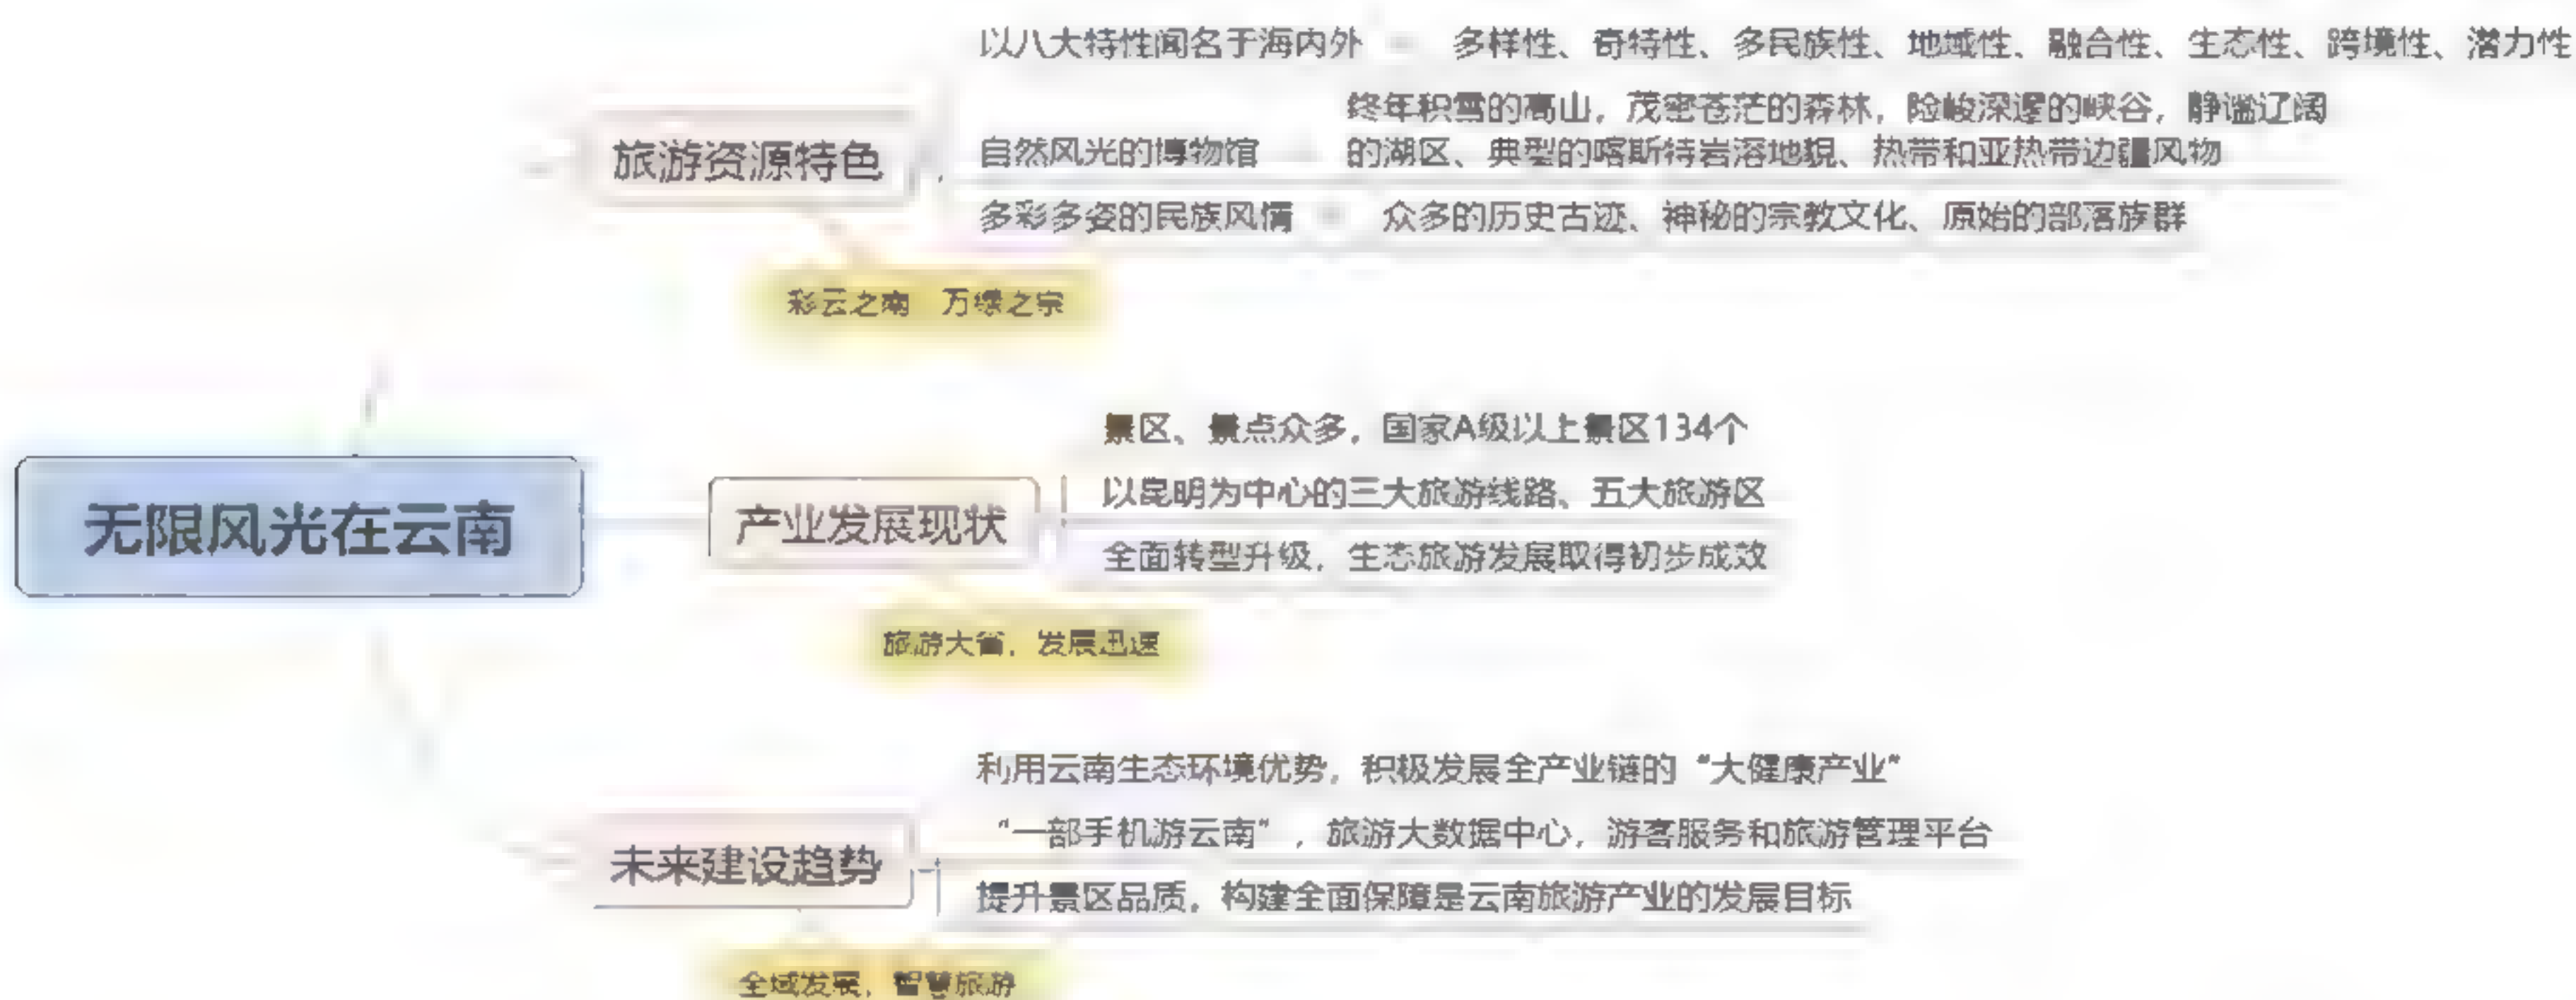 以八大特性闻名于海内外 多样性、奇特性、多民族性、地域性、融合性、生态性、跨境性、潜力性
终年积雪的高山，茂密苍茫的森林，险峻深邃的峡谷，静谧辽阔
旅游资源特色
自然风光的博物馆 的湖区、典型的喀斯特岩溶地貌、热带和亚热带边疆风物
多彩多姿的民族风情 众多的历史古迹、神秘的宗教文化、原始的部落族群
彩云之南 万绿之宗
景区、景点众多，国家A级以上景区134个
以昆明为中心的三大旅游线路、五大旅游区
无限风光在云南
产业发展现状
全面转型升级，生态旅游发展取得初步成效
旅游大省，发展迅速
利用云南生态环境优势，积极发展全产业链的“大健康产业”
“一部手机游云南”，旅游大数据中心，游客服务和旅游管理平台
未来建设趋势
提升景区品质，构建全面保障是云南旅游产业的发展目标
全域发展，智慧旅游